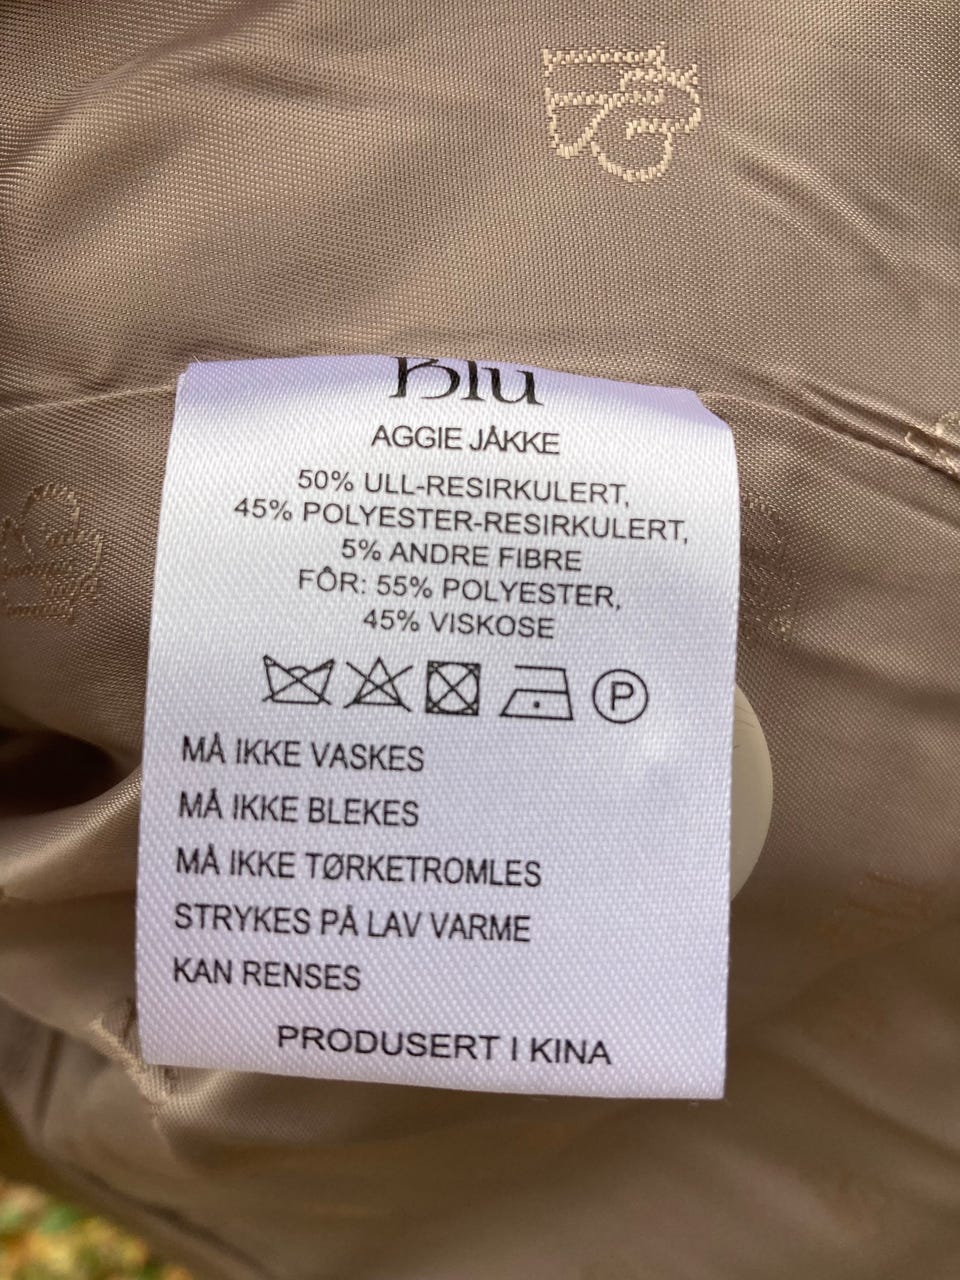 Blu
AGGIE JÅKKE
50% ULL-RESIRKULERT,
45% POLYESTER-RESIRKULERT,
5% ANDRE FIBRE
FÔR: 55% POLYESTER,
45% VISKOSE
P
MÅ IKKE VASKES
MÅ IKKE BLEKES
MÅ IKKE TØRKETROMLES
STRYKES PÅ LAV VARME
KAN RENSES
PRODUSERT I KINA